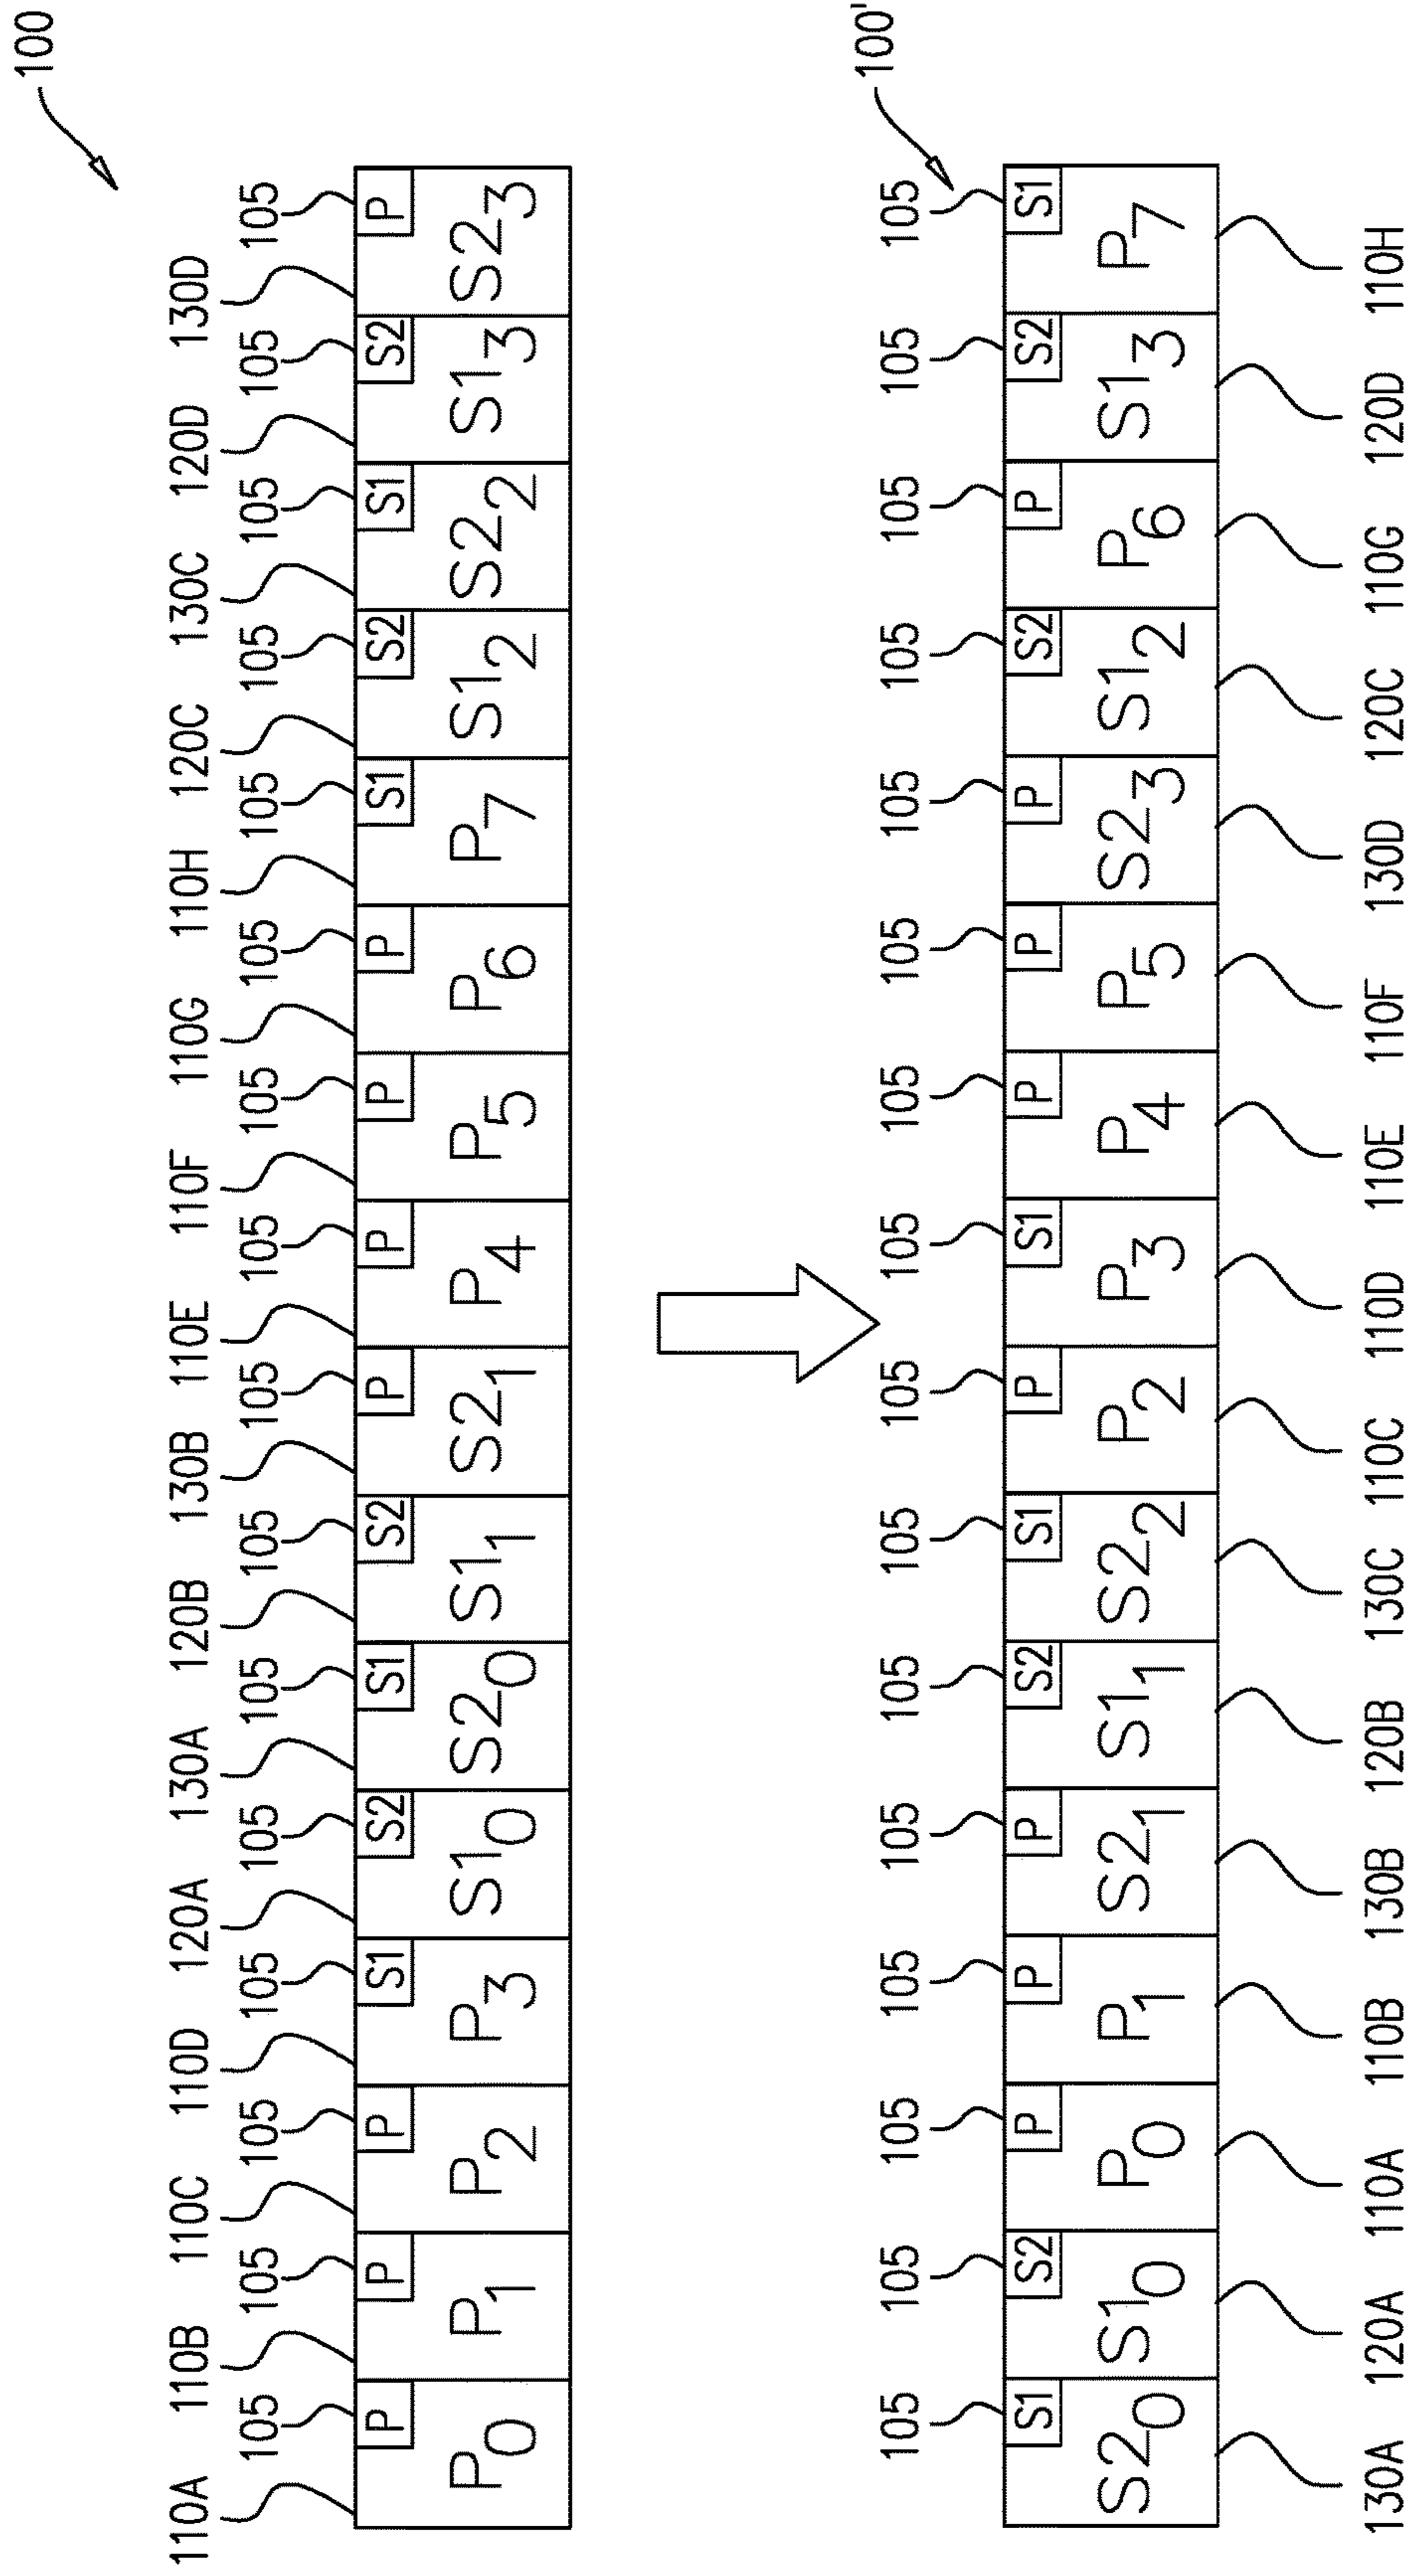 100
110A 110B 110C 110D 120A 130A 120B 130B 110E 110F 110G 110H 120C 130C 120D 130D
105 105 105 105 105 105 105 105 105 105 105 105 105 105 105 105
P P P S1 S2 S1 S2 P P P P S1 S2 S1 S2 P
P0 P1 P2 P3 S10 S20 S11 S21 P4 P5 P6 P7 S12 S22 S13 S23
100'
105 105 105 105 105 105 105 105 105 105 105 105 105 105 105 105
S1 S2 P P P S2 S1 P S1 P P P S2 P S2 S1
S20 S10 P0 P1 S21 S11 S22 P2 P3 P4 P5 S23 S12 P6 S13 P7
130A 120A 110A 110B 130B 120B 130C 110C 110D 110E 110F 130D 120C 110G 120D 110H